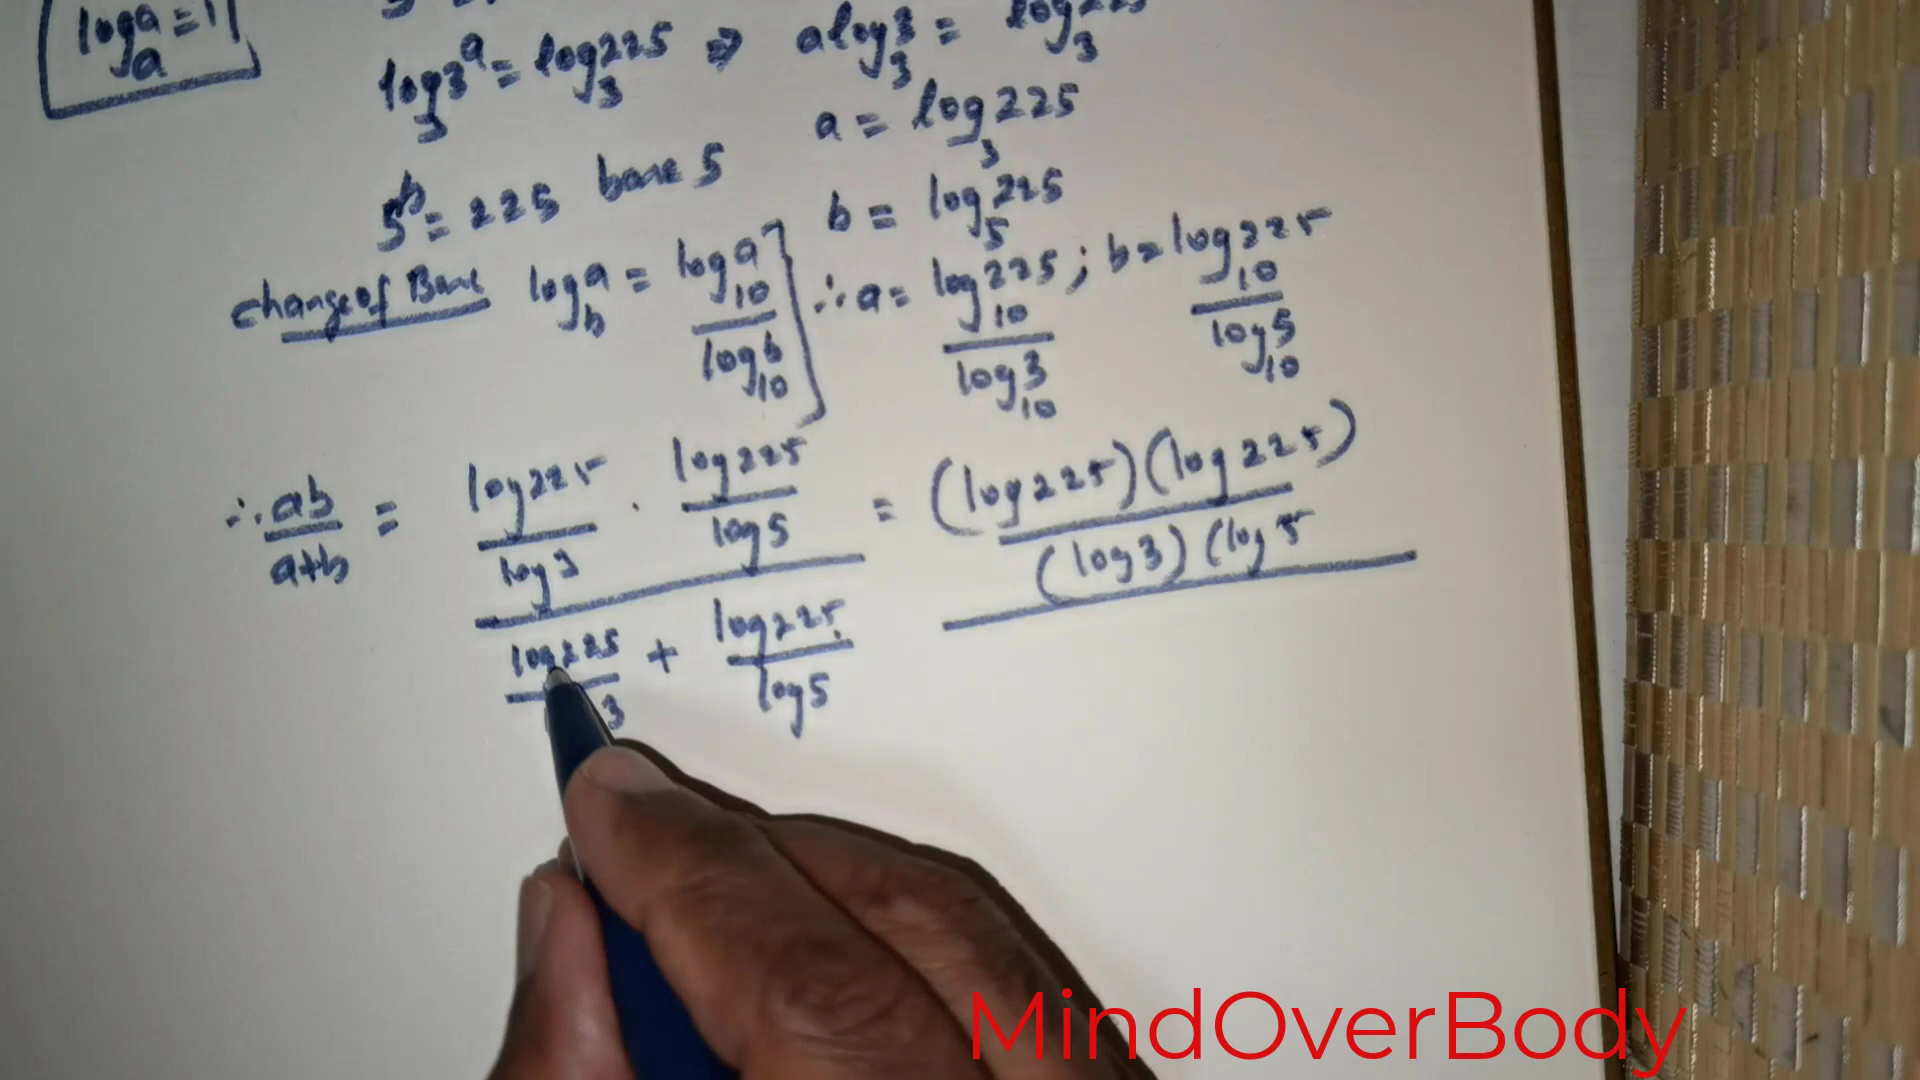 log_a a = 1
log_3 3^a = log_3 225 ⇒ a log_3 3 = log_3 225
a = log_3 225
5^b = 225 base 5
b = log_5 225
change of Base log_b a = log_10 a / log_10 b ] ∴ a = log_10 225 / log_10 3 ; b = log_10 225 / log_10 5
∴ ab / a+b = (log 225 / log 3 · log 225 / log 5) / (log 225 / 3 + log 225 / log 5) = (log 225)(log 225) / (log 3)(log 5
MindOverBody